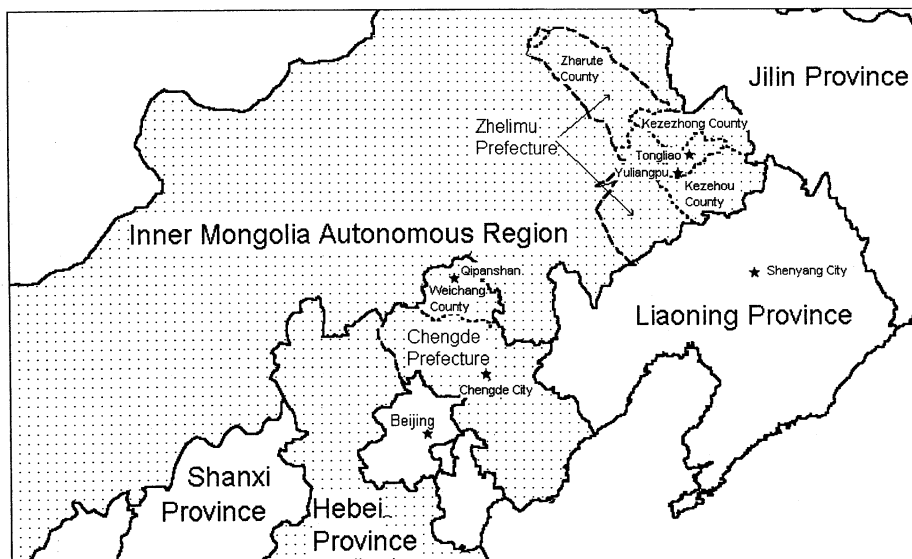 Zharute
County
Jilin Province
Zhelimu
Prefecture
Kezezhong County
Tongliao
Yuliangpu
Kezehou
County
Inner Mongolia Autonomous Region
Qipanshan
Weichang
County
Shenyang City
Liaoning Province
Chengde
Prefecture
Chengde City
Beijing
Shanxi
Province
Hebei
Province